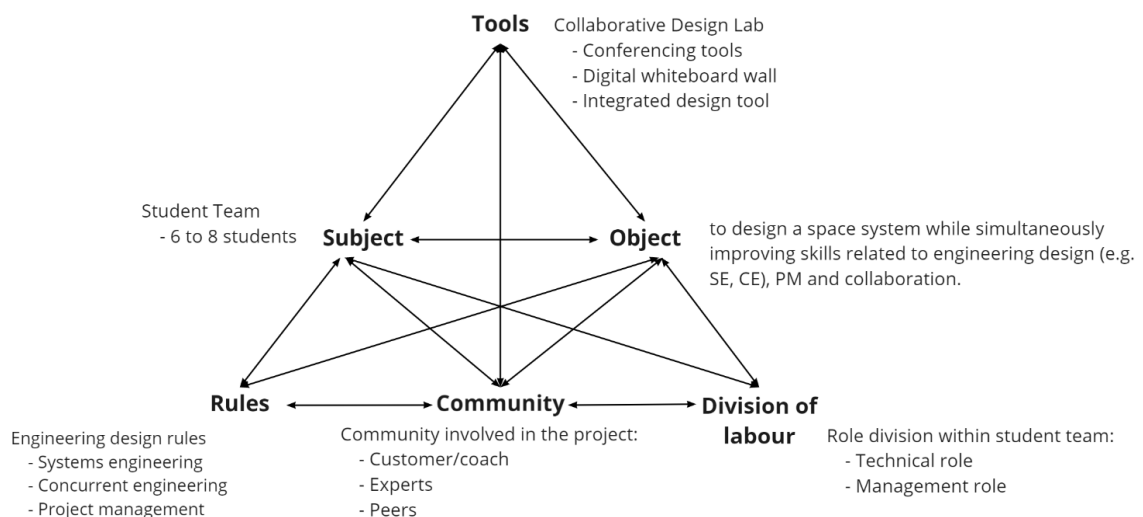 Tools
Collaborative Design Lab
- Conferencing tools
- Digital whiteboard wall
- Integrated design tool
Student Team
- 6 to 8 students
Subject
Object
to design a space system while simultaneously
improving skills related to engineering design (e.g.
SE, CE), PM and collaboration.
Rules
Engineering design rules
- Systems engineering
- Concurrent engineering
- Project management
Community
Community involved in the project:
- Customer/coach
- Experts
- Peers
Division of
labour
Role division within student team:
- Technical role
- Management role